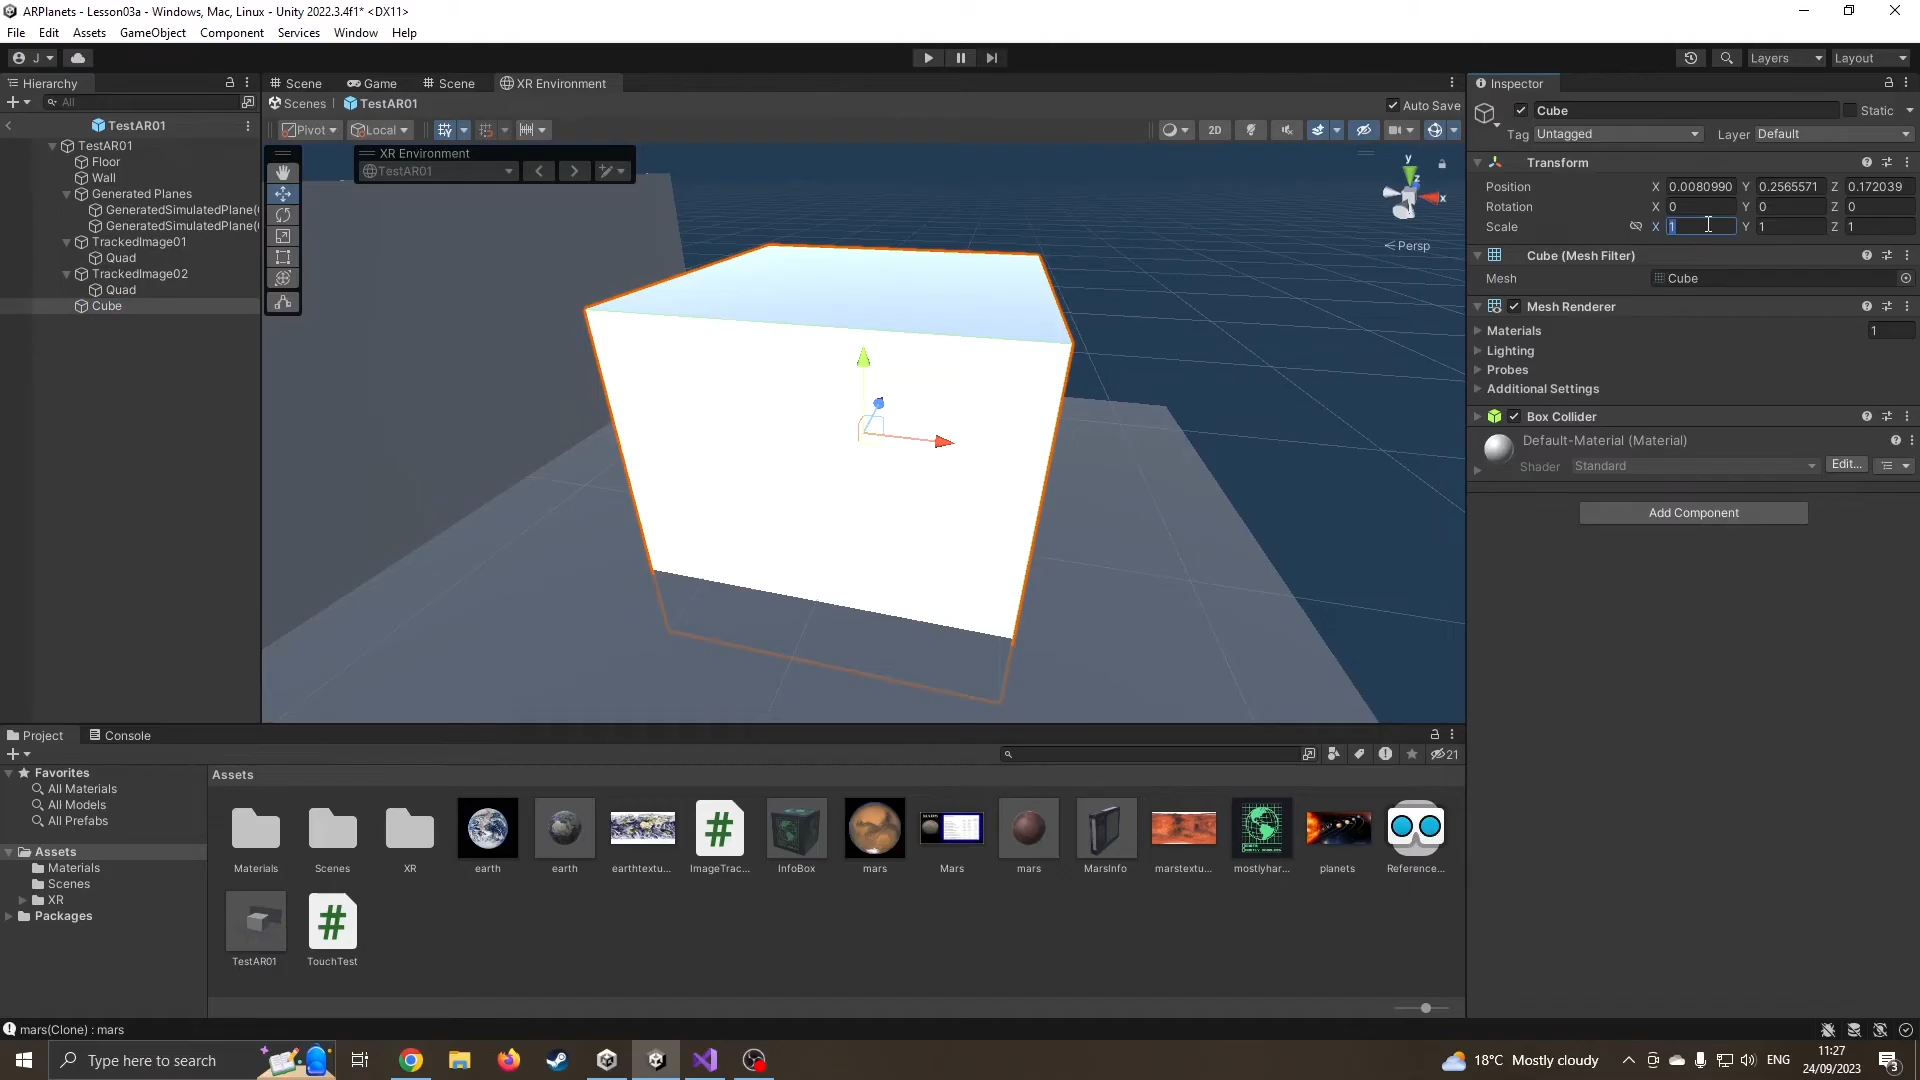 ARPlanets - Lesson03a - Windows, Mac, Linux - Unity 2022.3.4f1* <DX11>
File Edit Assets GameObject Component Services Window Help
J
Layers Layout
Hierarchy
All
TestAR01
TestAR01
Floor
Wall
Generated Planes
GeneratedSimulatedPlane(
GeneratedSimulatedPlane(
TrackedImage01
Quad
TrackedImage02
Quad
Cube
Scene Game Scene XR Environment
Scenes TestAR01 Auto Save
Pivot Local 2D
XR Environment
TestAR01
y
z
x
Persp
Inspector
Cube Static
Tag Untagged Layer Default
Transform
Position X 0.0080990 Y 0.2565571 Z 0.172039
Rotation X 0 Y 0 Z 0
Scale X 1 Y 1 Z 1
Cube (Mesh Filter)
Mesh Cube
Mesh Renderer
Materials 1
Lighting
Probes
Additional Settings
Box Collider
Default-Material (Material)
Shader Standard Edit...
Add Component
Project Console
21
Favorites
All Materials
All Models
All Prefabs
Assets
Materials
Scenes
XR
Packages
Assets
Materials Scenes XR earth earth earthtextu... ImageTrac... InfoBox mars Mars mars MarsInfo marstextu... mostlyhar... planets Reference...
TestAR01 TouchTest
mars(Clone) : mars
Type here to search
18°C Mostly cloudy
ENG
11:27
24/09/2023
3